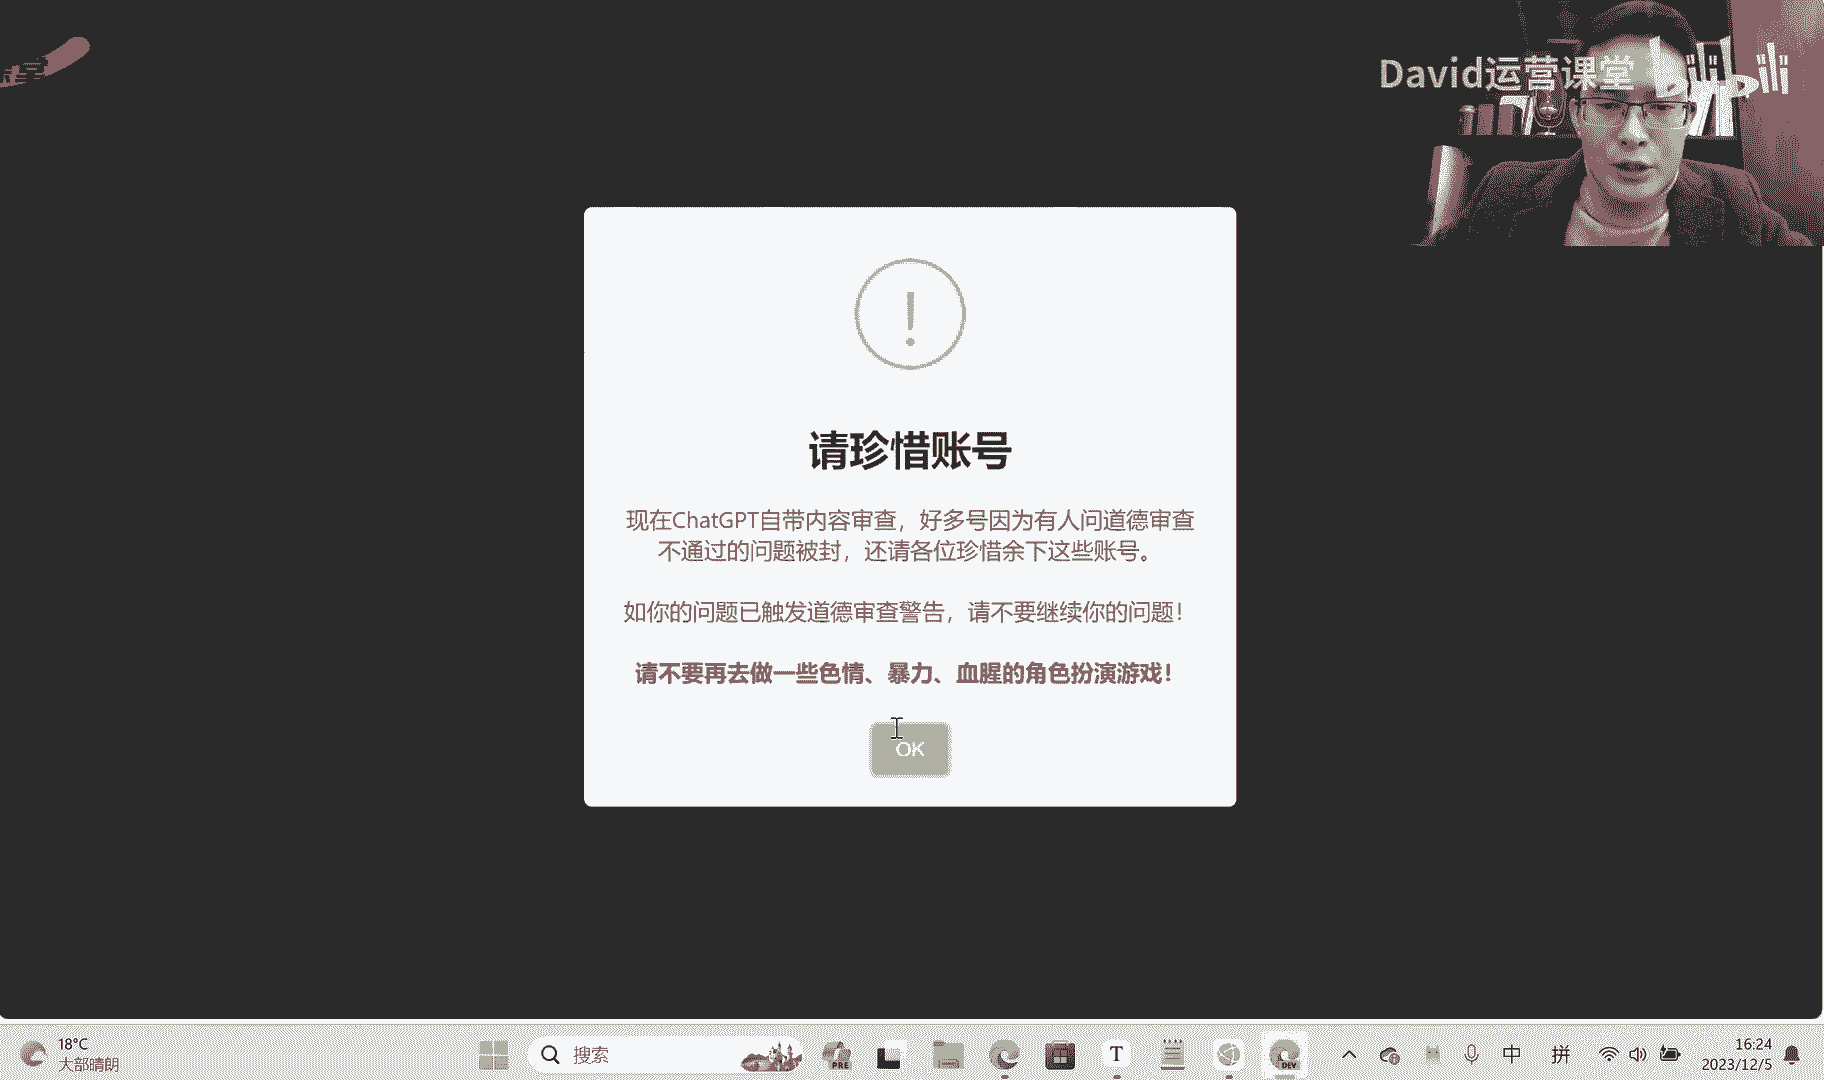 David运营课堂 bilibili
请珍惜账号
现在ChatGPT自带内容审查，好多号因为有人问道德审查
不通过的问题被封，还请各位珍惜余下这些账号。
如你的问题已触发道德审查警告，请不要继续你的问题！
请不要再去做一些色情、暴力、血腥的角色扮演游戏！
OK
18°C
大部晴朗
搜索
PRE
T
DEV
中
拼
16:24
2023/12/5